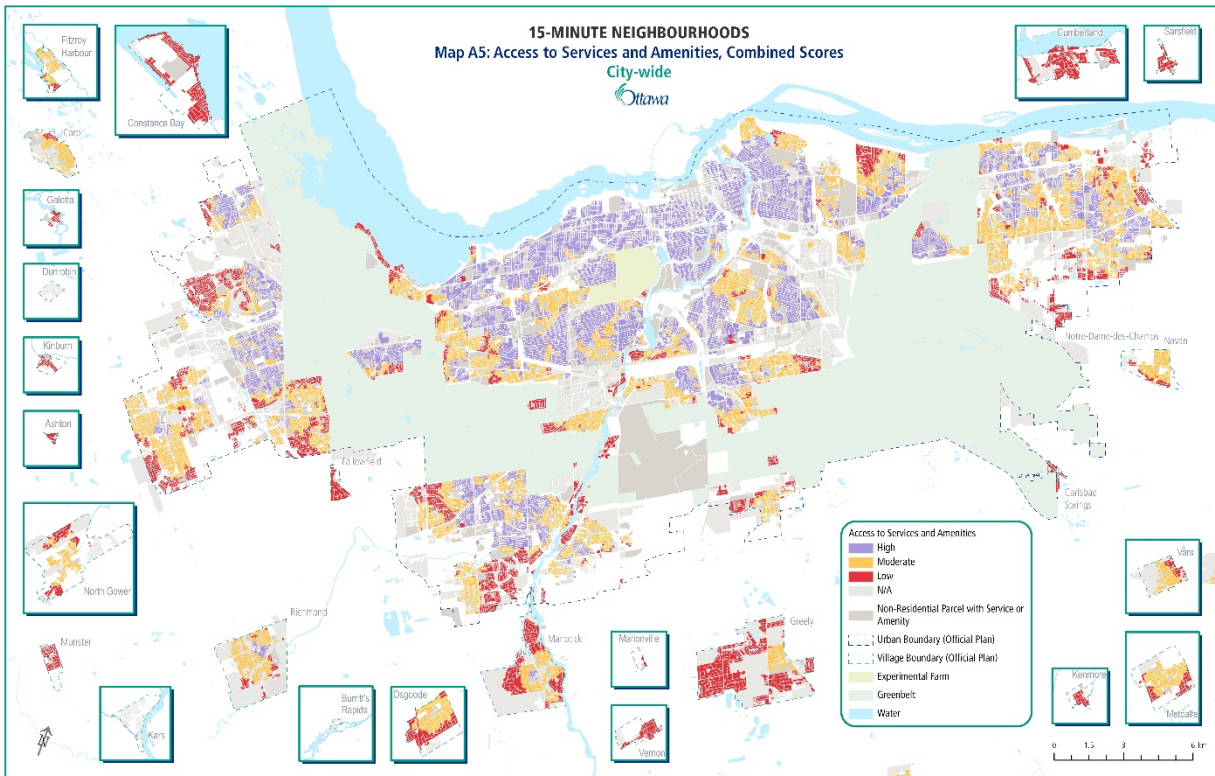 15-MINUTE NEIGHBOURHOODS
Map A5: Access to Services and Amenities, Combined Scores
City-wide
Ottawa
Fitzroy
Harbour
Constance Bay
Cumberland
Sarsfield
Carp
Galetta
Dunrobin
Kinburn
Ashton
Notre-Dame-des-Champs
Navan
Fallowfield
Carlsbad
Springs
North Gower
Richmond
Munster
Manotick
Marionville
Greely
Vars
Kars
Burritt's
Rapids
Osgoode
Vernon
Kenmore
Metcalfe
Access to Services and Amenities
High
Moderate
Low
N/A
Non-Residential Parcel with Service or
Amenity
Urban Boundary (Official Plan)
Village Boundary (Official Plan)
Experimental Farm
Greenbelt
Water
N
0 1.5 3 6 km